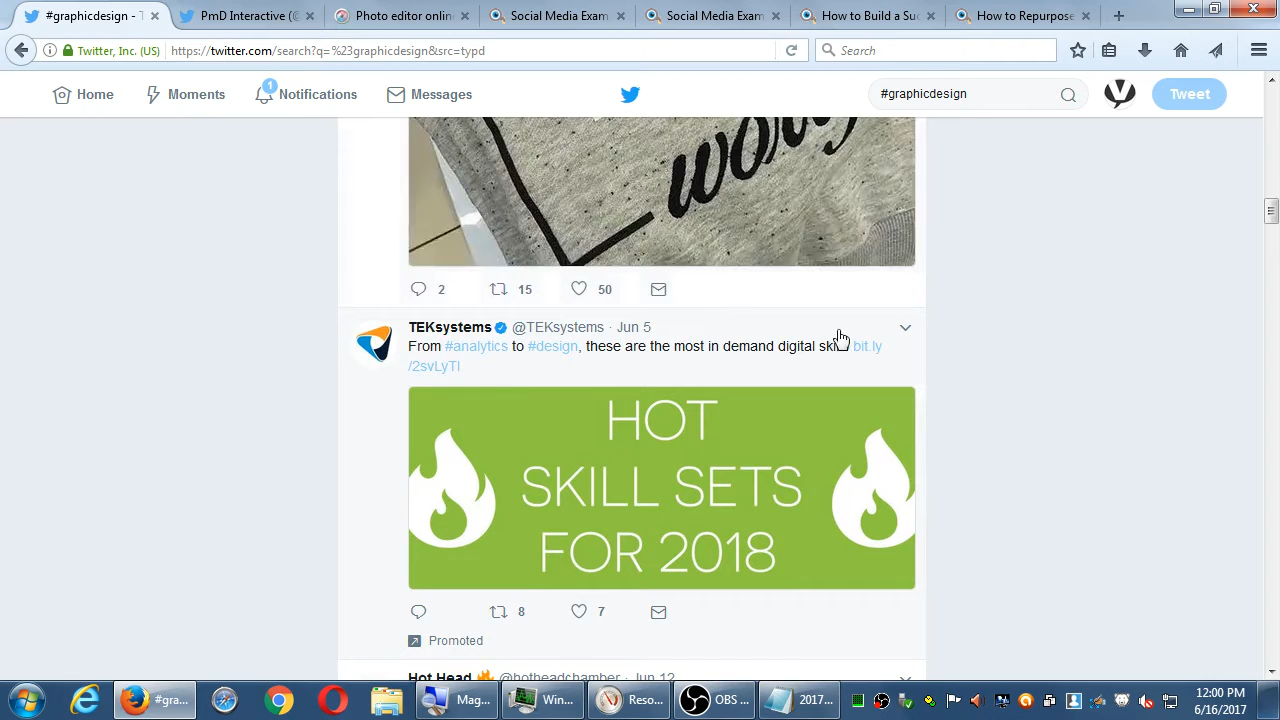 #graphicdesign - T
PmD Interactive (@
Photo editor online
Social Media Exam
Social Media Exam
How to Build a Suc
How to Repurpose
Twitter, Inc. (US)
https://twitter.com/search?q=%23graphicdesign&src=typd
Search
Home
Moments
1
Notifications
Messages
#graphicdesign
Tweet
2
15
50
TEKsystems @TEKsystems · Jun 5
From #analytics to #design, these are the most in demand digital skills bit.ly
/2svLyTl
HOT
SKILL SETS
FOR 2018
8
7
Promoted
Hot Head @hotheadchamber · Jun 12
#gra...
Mag...
Win...
Reso...
OBS ...
2017...
12:00 PM
6/16/2017